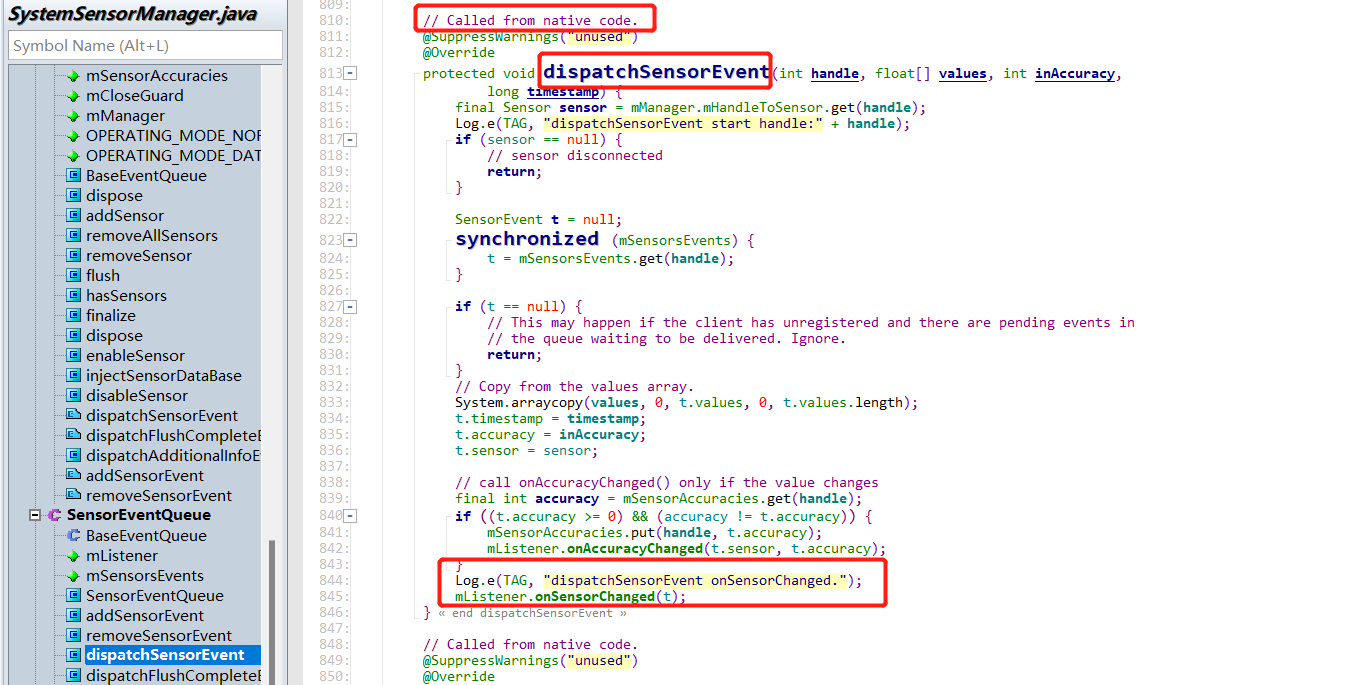 SystemSensorManager.java
Symbol Name (Alt+L)
mSensorAccuracies
mCloseGuard
mManager
OPERATING_MODE_NOR
OPERATING_MODE_DAT
BaseEventQueue
dispose
addSensor
removeAllSensors
removeSensor
flush
hasSensors
finalize
dispose
enableSensor
injectSensorDataBase
disableSensor
dispatchSensorEvent
dispatchFlushCompleteE
dispatchAdditionalInfoE
addSensorEvent
removeSensorEvent
SensorEventQueue
BaseEventQueue
mListener
mSensorsEvents
SensorEventQueue
addSensorEvent
removeSensorEvent
dispatchSensorEvent
dispatchFlushCompleteE
809:
810: // Called from native code.
811: @SuppressWarnings("unused")
812: @Override
813 protected void dispatchSensorEvent(int handle, float[] values, int inAccuracy,
814: long timestamp) {
815: final Sensor sensor = mManager.mHandleToSensor.get(handle);
816: Log.e(TAG, "dispatchSensorEvent start handle:" + handle);
817 if (sensor == null) {
818: // sensor disconnected
819: return;
820: }
821:
822: SensorEvent t = null;
823 synchronized (mSensorsEvents) {
824: t = mSensorsEvents.get(handle);
825: }
826:
827 if (t == null) {
828: // This may happen if the client has unregistered and there are pending events in
829: // the queue waiting to be delivered. Ignore.
830: return;
831: }
832: // Copy from the values array.
833: System.arraycopy(values, 0, t.values, 0, t.values.length);
834: t.timestamp = timestamp;
835: t.accuracy = inAccuracy;
836: t.sensor = sensor;
837:
838: // call onAccuracyChanged() only if the value changes
839: final int accuracy = mSensorAccuracies.get(handle);
840 if ((t.accuracy >= 0) && (accuracy != t.accuracy)) {
841: mSensorAccuracies.put(handle, t.accuracy);
842: mListener.onAccuracyChanged(t.sensor, t.accuracy);
843: }
844: Log.e(TAG, "dispatchSensorEvent onSensorChanged.");
845: mListener.onSensorChanged(t);
846: } « end dispatchSensorEvent »
847:
848: // Called from native code.
849: @SuppressWarnings("unused")
850: @Override